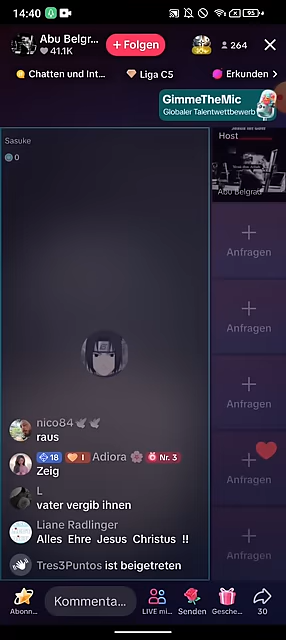 14:40
95
Abu Belgr...
41.1K
+ Folgen
264
Chatten und Int...
Liga C5
Erkunden >
GimmeTheMic
Globaler Talentwettbewerb
Sasuke
0
Host
Abu Belgrad
Anfragen
Anfragen
Anfragen
Anfragen
Anfragen
nico84
raus
18 I Adiora Nr. 3
Zeig
L
vater vergib ihnen
Liane Radlinger
Alles Ehre Jesus Christus !!
Tres3Puntos ist beigetreten
Kommenta...
Abonn...
LIVE mi...
Senden
Gesche...
30